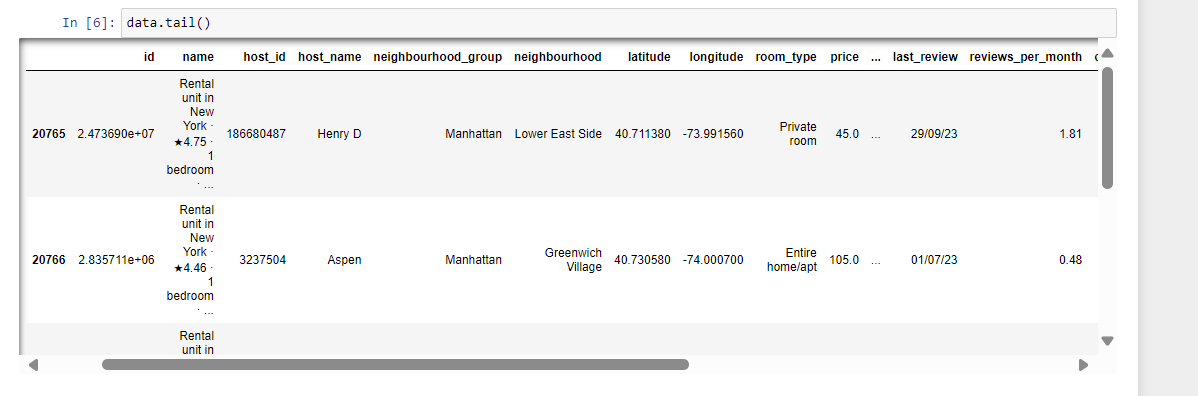 In [6]: data.tail()
id name host_id host_name neighbourhood_group neighbourhood latitude longitude room_type price ... last_review reviews_per_month
Rental
unit in
New
York ·
20765 2.473690e+07 ★4.75 · 186680487 Henry D Manhattan Lower East Side 40.711380 -73.991560 Private room 45.0 ... 29/09/23 1.81
1
bedroom
· ...
Rental
unit in
New
York ·
20766 2.835711e+06 ★4.46 · 3237504 Aspen Manhattan Greenwich Village 40.730580 -74.000700 Entire home/apt 105.0 ... 01/07/23 0.48
1
bedroom
· ...
Rental
unit in